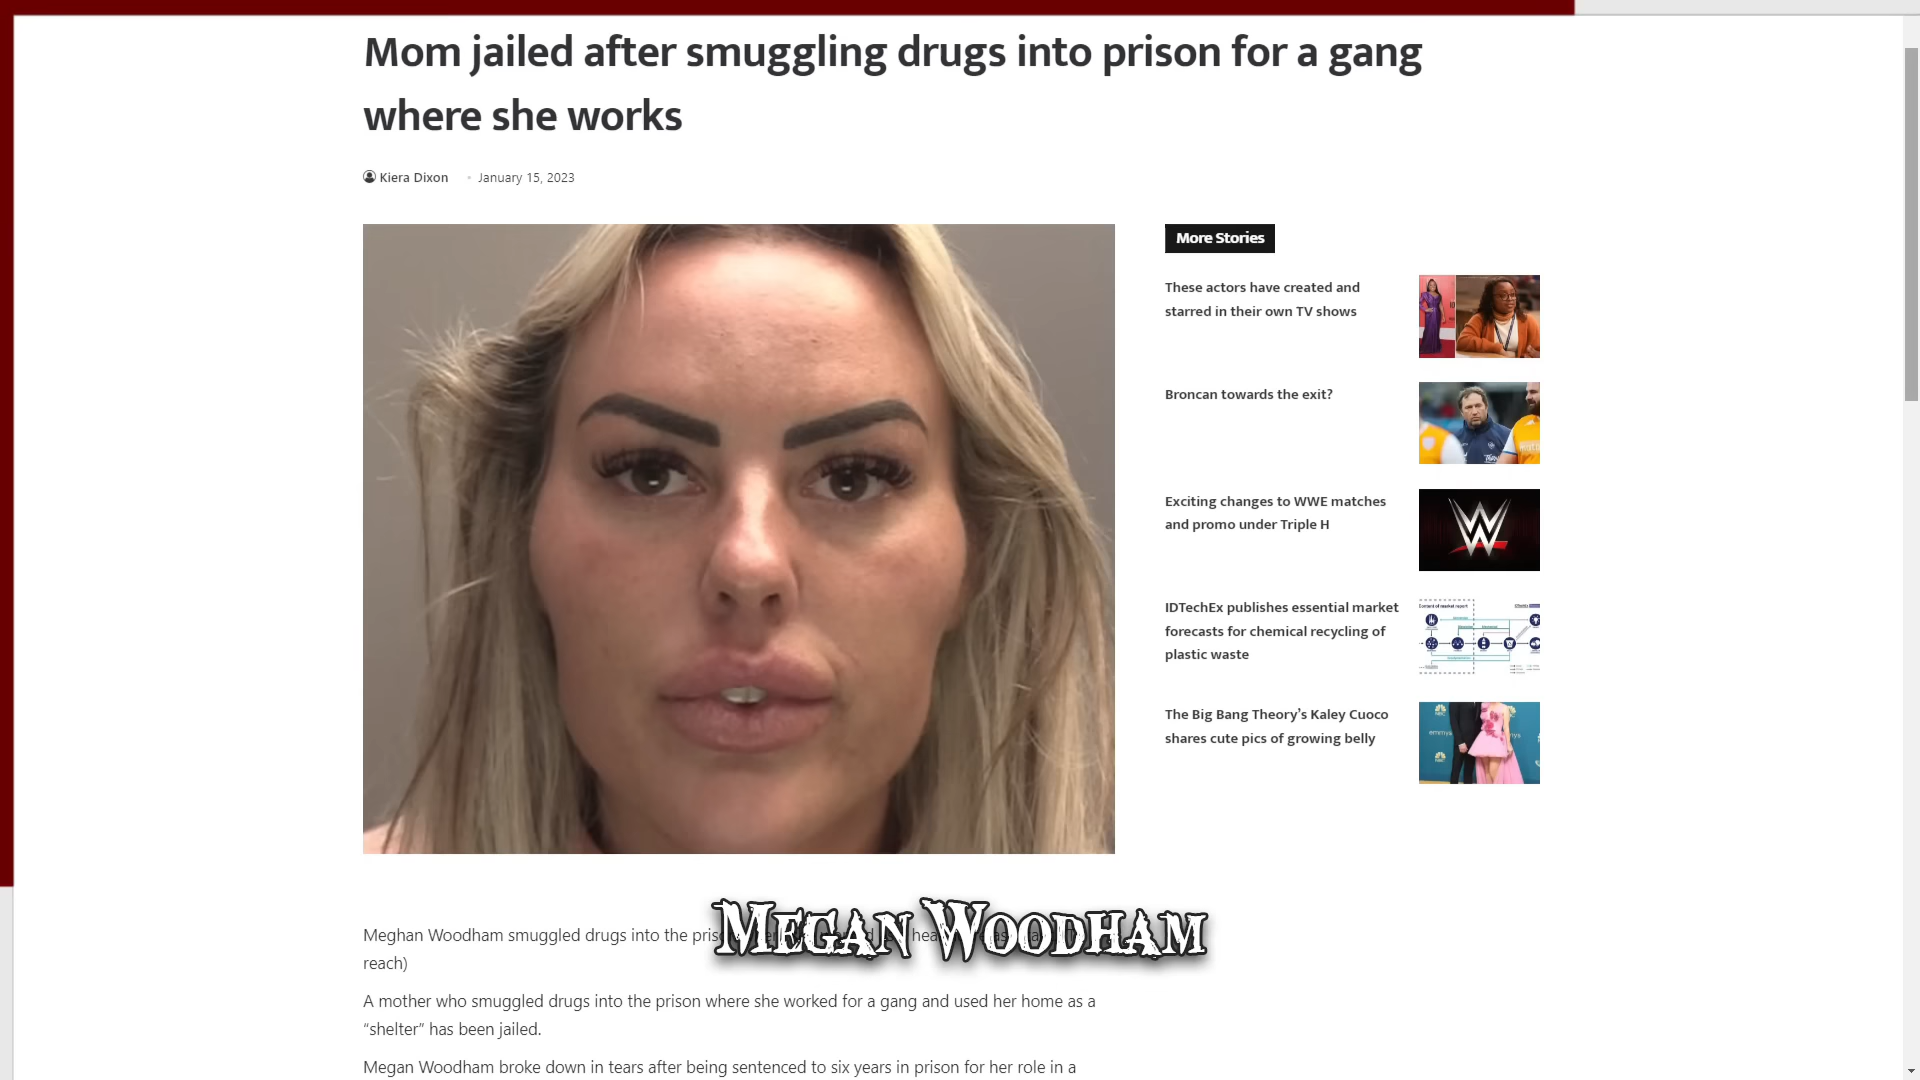 Mom jailed after smuggling drugs into prison for a gang
where she works
Kiera Dixon
January 15, 2023
More Stories
These actors have created and
starred in their own TV shows
Broncan towards the exit?
Exciting changes to WWE matches
and promo under Triple H
IDTechEx publishes essential market
forecasts for chemical recycling of
plastic waste
The Big Bang Theory’s Kaley Cuoco
shares cute pics of growing belly
Megan Woodham
Meghan Woodham smuggled drugs into the
reach)
A mother who smuggled drugs into the prison where she worked for a gang and used her home as a
“shelter” has been jailed.
Megan Woodham broke down in tears after being sentenced to six years in prison for her role in a